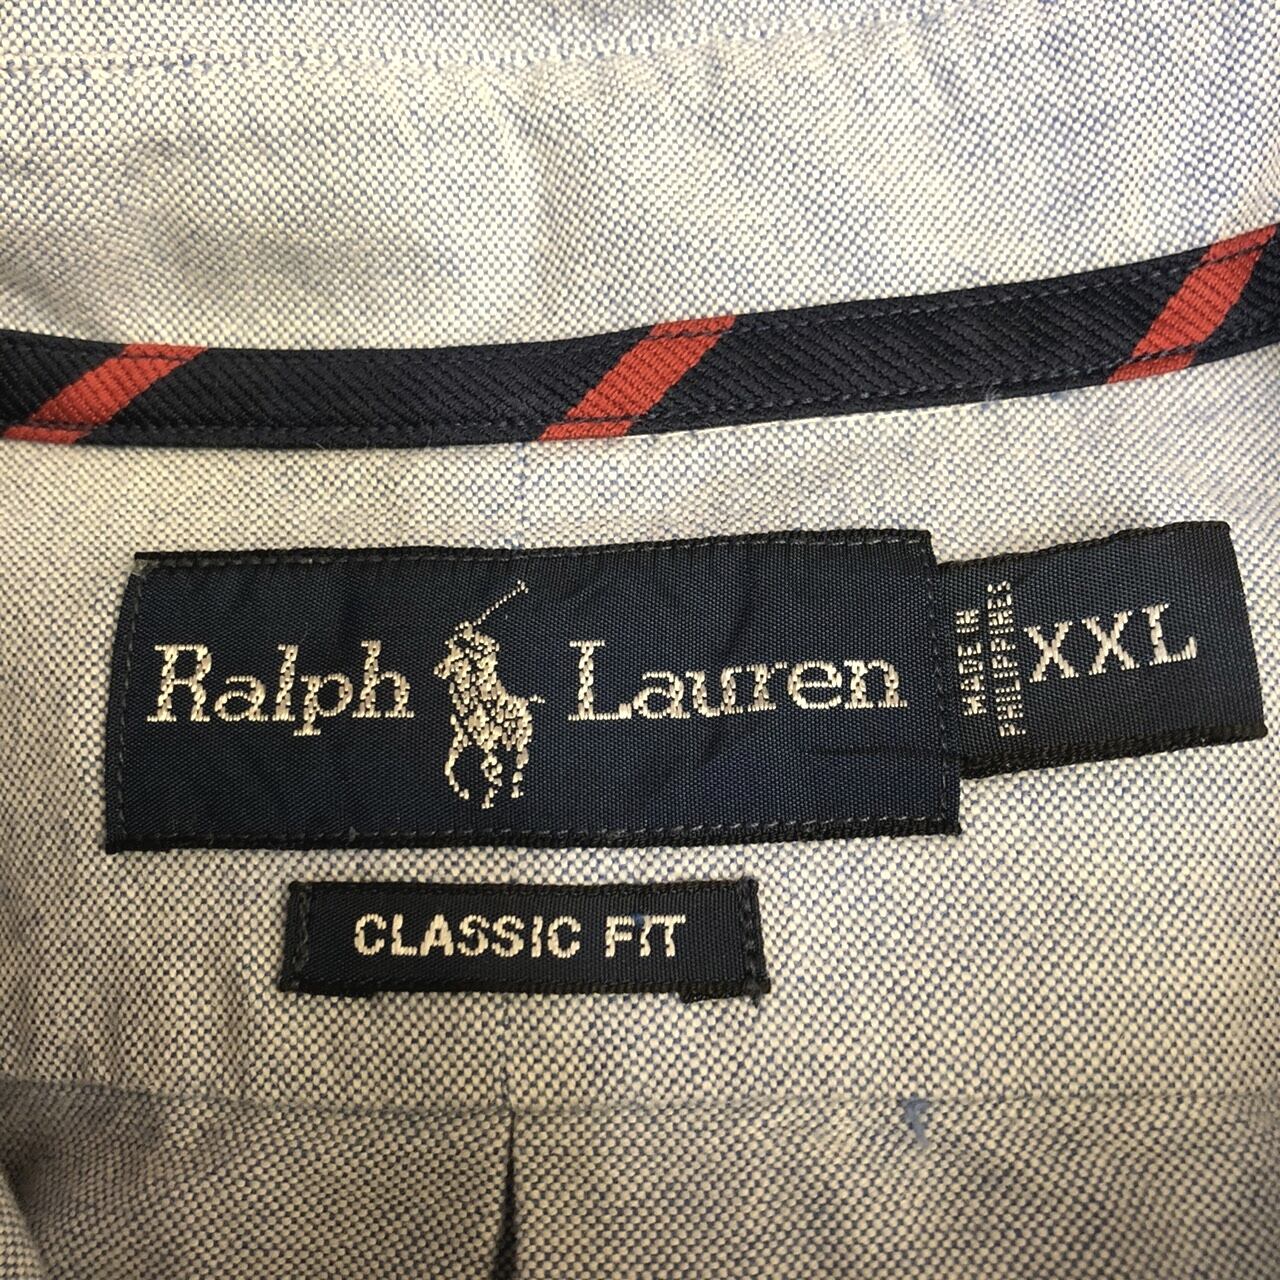 Ralph Lauren
MADE IN
PHILIPPINES
XXL
CLASSIC FIT